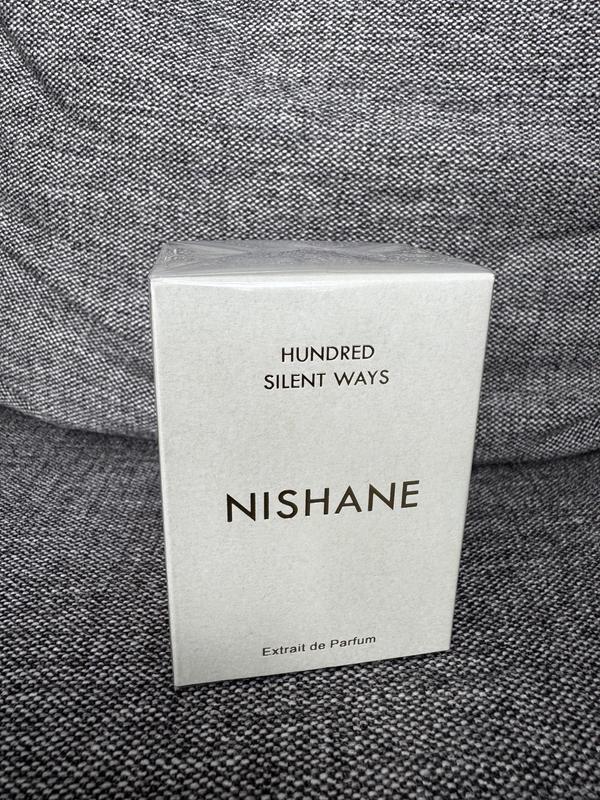 HUNDRED
SILENT WAYS
NISHANE
Extrait de Parfum